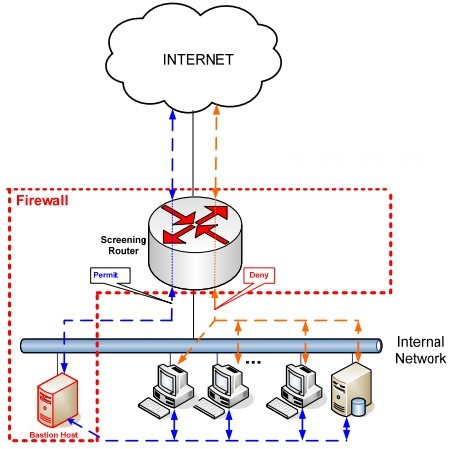 INTERNET
Firewall
Screening
Router
Permit
Deny
Internal
Network
...
Bastion Host